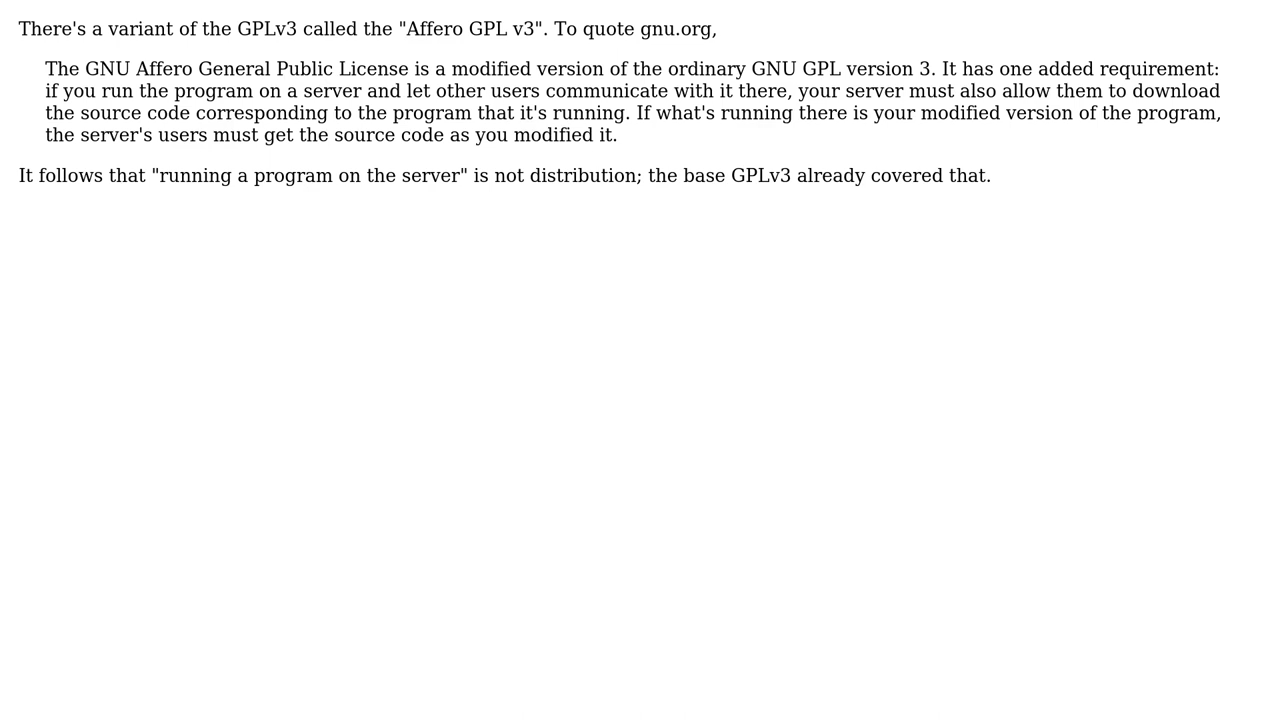 There's a variant of the GPLv3 called the "Affero GPL v3". To quote gnu.org,
The GNU Affero General Public License is a modified version of the ordinary GNU GPL version 3. It has one added requirement:
if you run the program on a server and let other users communicate with it there, your server must also allow them to download
the source code corresponding to the program that it's running. If what's running there is your modified version of the program,
the server's users must get the source code as you modified it.
It follows that "running a program on the server" is not distribution; the base GPLv3 already covered that.